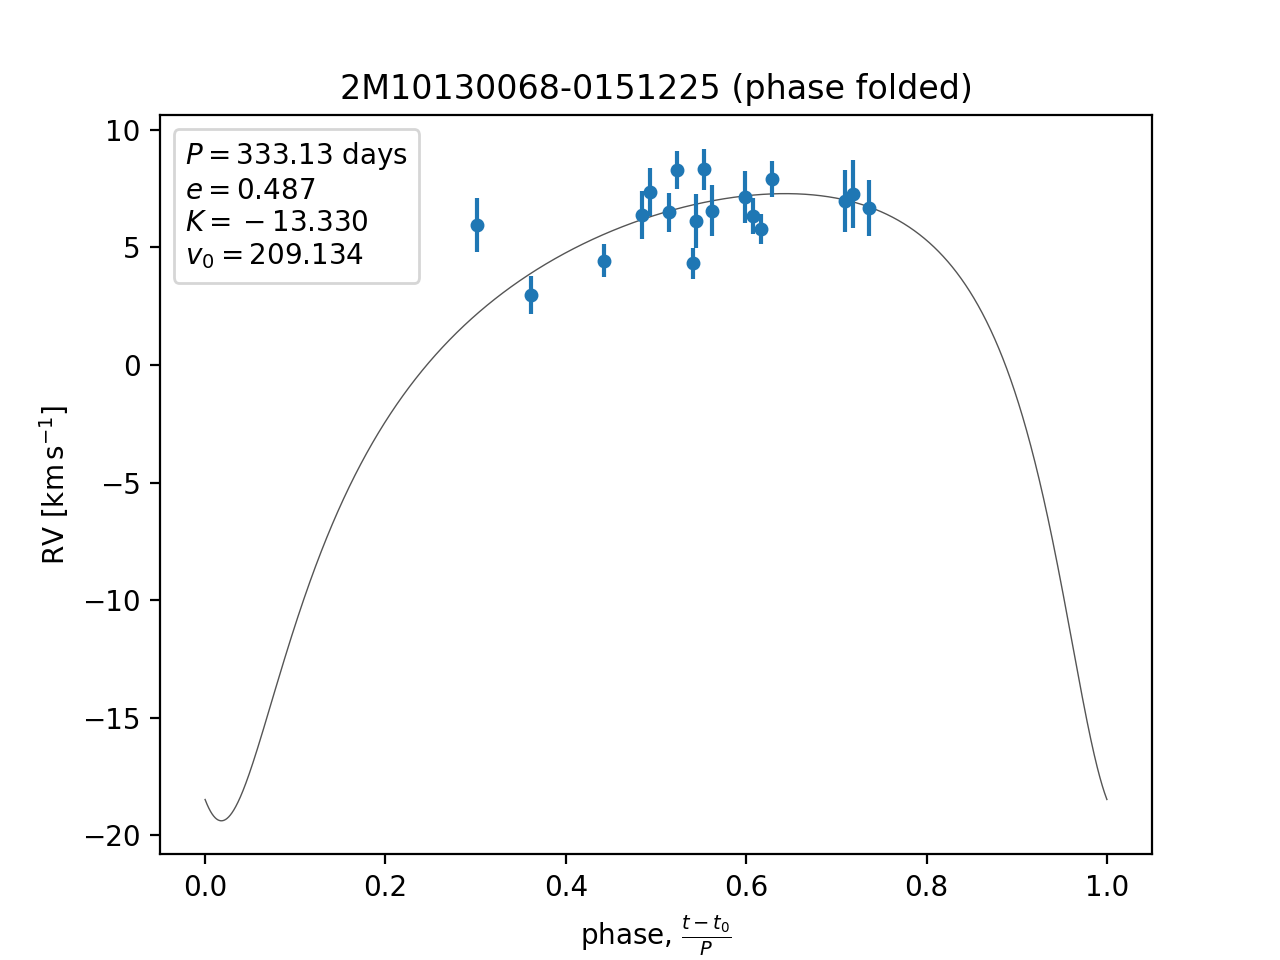 2M10130068-0151225 (phase folded)
P = 333.13 days
e = 0.487
K = −13.330
v₀ = 209.134
10
5
0
−5
−10
−15
−20
RV [km s⁻¹]
0.0 0.2 0.4 0.6 0.8 1.0
phase, (t − t₀)/P